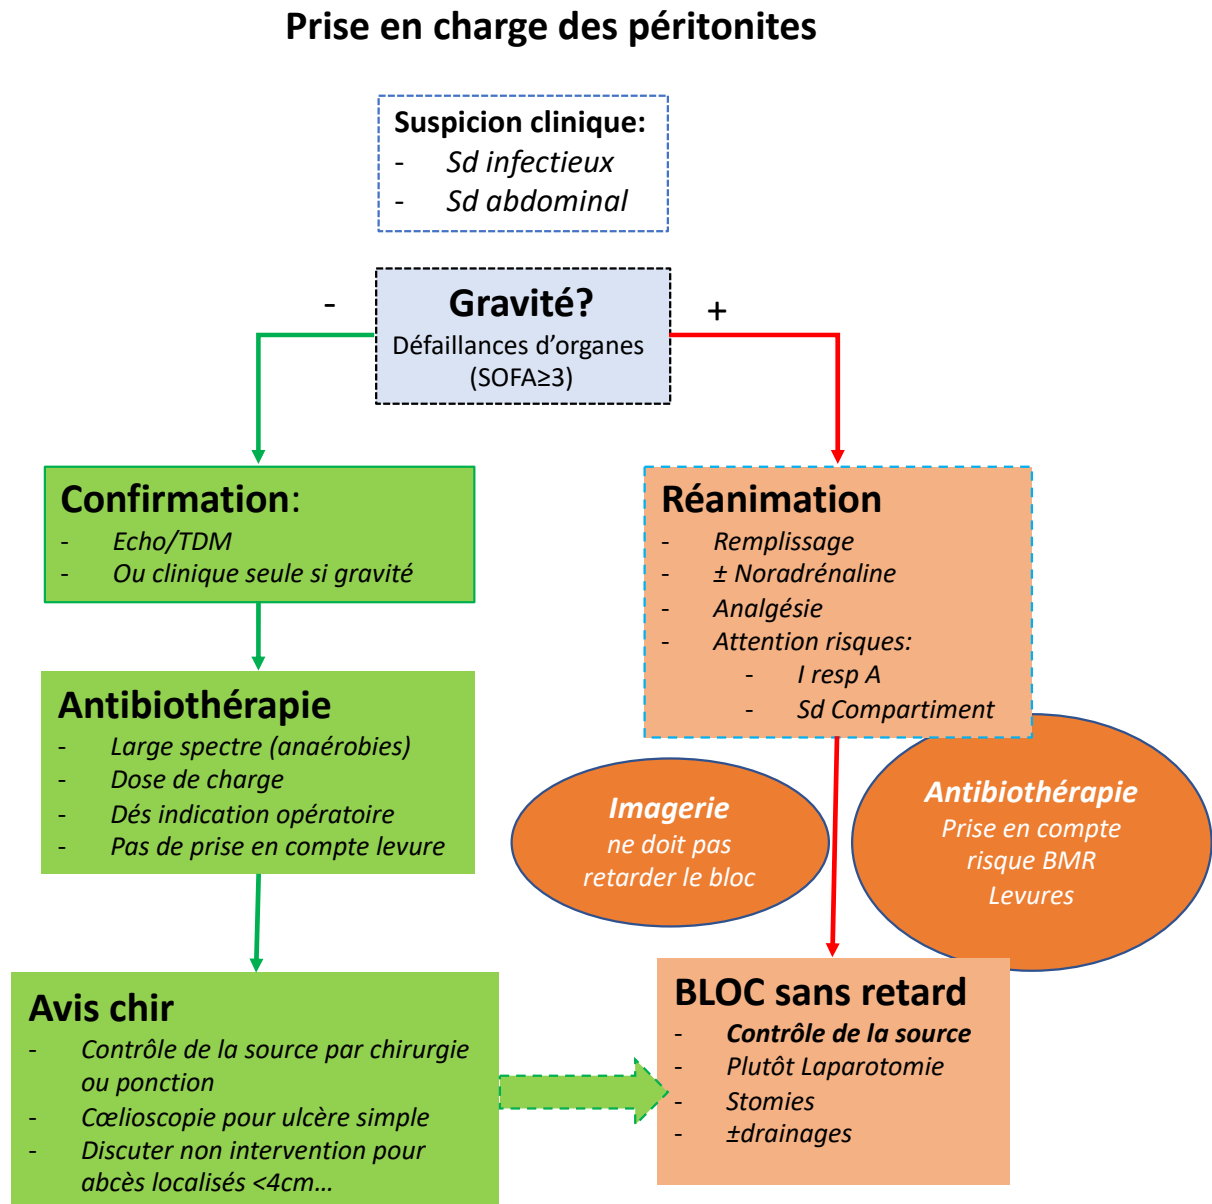 Prise en charge des péritonites
Suspicion clinique:
- Sd infectieux
- Sd abdominal
Gravité?
Défaillances d'organes
(SOFA≥3)
-
+
Confirmation:
- Echo/TDM
- Ou clinique seule si gravité
Antibiothérapie
- Large spectre (anaérobies)
- Dose de charge
- Dés indication opératoire
- Pas de prise en compte levure
Avis chir
- Contrôle de la source par chirurgie
ou ponction
- Cœlioscopie pour ulcère simple
- Discuter non intervention pour
abcès localisés <4cm…
Réanimation
- Remplissage
- ± Noradrénaline
- Analgésie
- Attention risques:
- I resp A
- Sd Compartiment
Imagerie
ne doit pas
retarder le bloc
Antibiothérapie
Prise en compte
risque BMR
Levures
BLOC sans retard
- Contrôle de la source
- Plutôt Laparotomie
- Stomies
- ±drainages